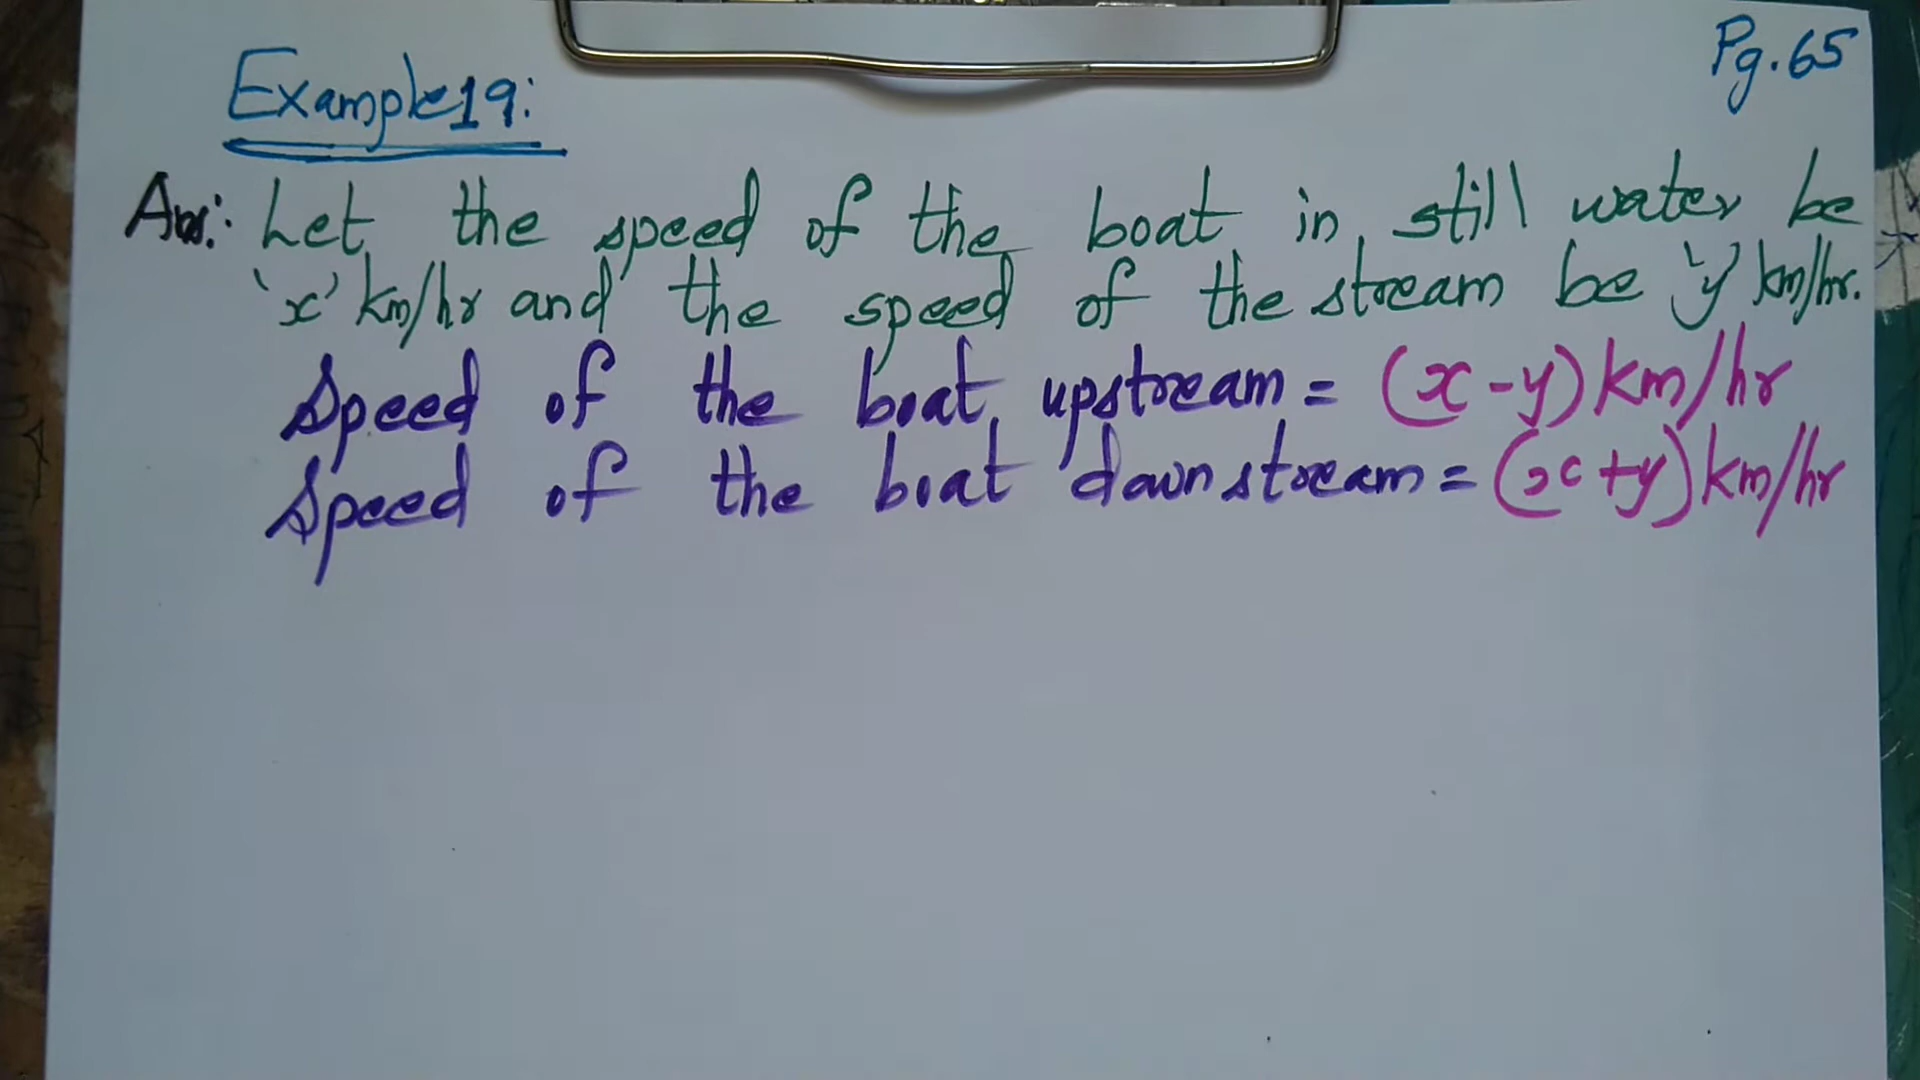 Pg.65
Example19:
Ans:- Let the speed of the boat in still water be
'x' km/hr and the speed of the stream be 'y' km/hr.
Speed of the boat upstream = (x-y) km/hr
Speed of the boat downstream = (x+y) km/hr